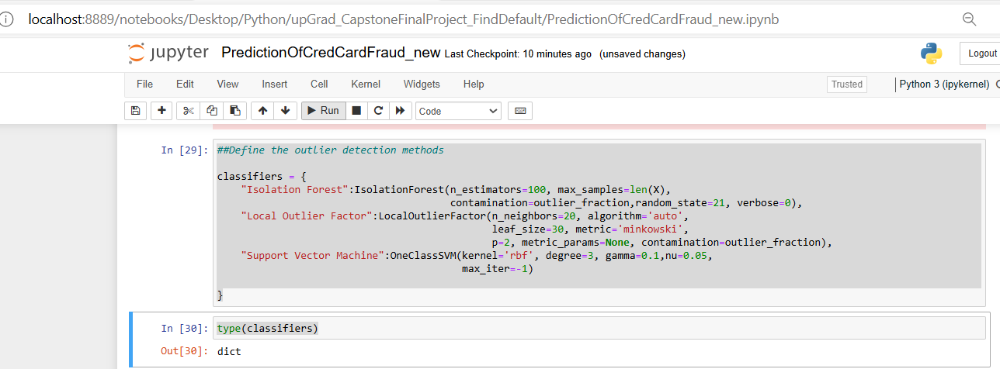 localhost:8889/notebooks/Desktop/Python/upGrad_CapstoneFinalProject_FindDefault/PredictionOfCredCardFraud_new.ipynb
jupyter PredictionOfCredCardFraud_new Last Checkpoint: 10 minutes ago (unsaved changes) Logout
File Edit View Insert Cell Kernel Widgets Help Trusted Python 3 (ipykernel)
Run Code
In [29]: ##Define the outlier detection methods
classifiers = {
"Isolation Forest":IsolationForest(n_estimators=100, max_samples=len(X),
contamination=outlier_fraction,random_state=21, verbose=0),
"Local Outlier Factor":LocalOutlierFactor(n_neighbors=20, algorithm='auto',
leaf_size=30, metric='minkowski',
p=2, metric_params=None, contamination=outlier_fraction),
"Support Vector Machine":OneClassSVM(kernel='rbf', degree=3, gamma=0.1,nu=0.05,
max_iter=-1)
}
In [30]: type(classifiers)
Out[30]: dict